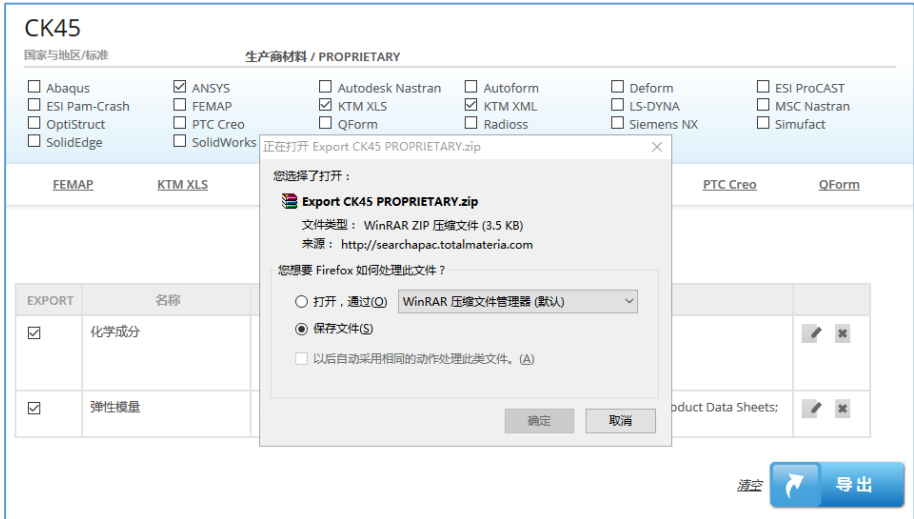 CK45
国家与地区/标准 生产商材料 / PROPRIETARY
Abaqus ANSYS Autodesk Nastran Autoform Deform ESI ProCAST
ESI Pam-Crash FEMAP KTM XLS KTM XML LS-DYNA MSC Nastran
OptiStruct PTC Creo QForm Radioss Siemens NX Simufact
SolidEdge SolidWorks
正在打开 Export CK45 PROPRIETARY.zip
您选择了打开：
Export CK45 PROPRIETARY.zip
文件类型： WinRAR ZIP 压缩文件 (3.5 KB)
来源： http://searchapac.totalmateria.com
您想要 Firefox 如何处理此文件？
打开，通过(O) WinRAR 压缩文件管理器 (默认)
保存文件(S)
以后自动采用相同的动作处理此类文件。(A)
确定 取消
FEMAP KTM XLS PTC Creo QForm
EXPORT 名称
化学成分
弹性模量 oduct Data Sheets;
清空 导出